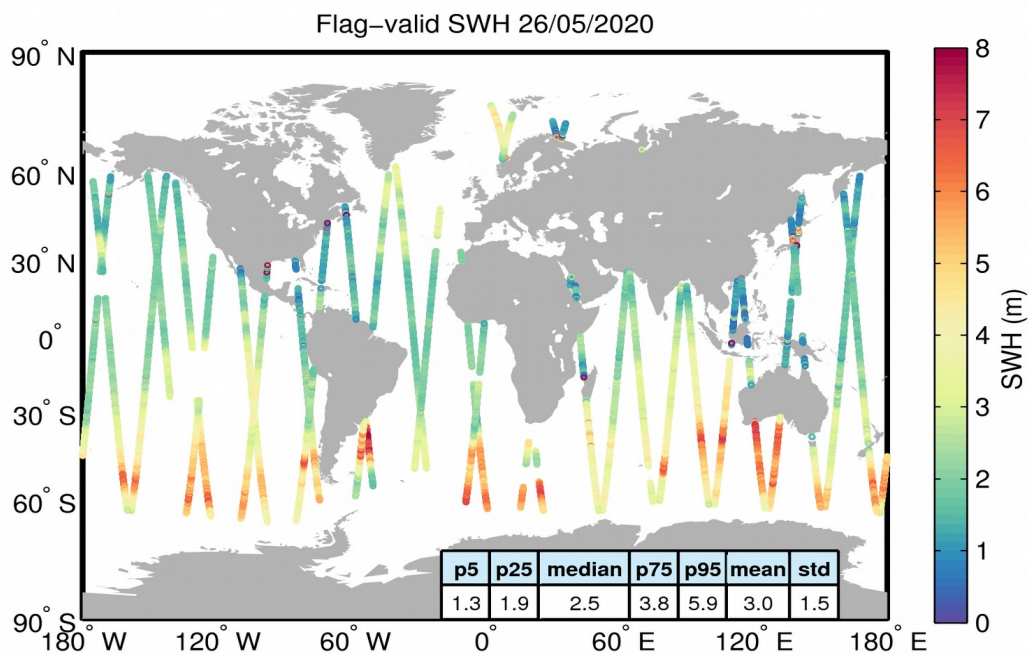 Flag−valid SWH 26/05/2020
90° N
60° N
30° N
0°
30° S
60° S
90° S
180° W
120° W
60° W
0°
60° E
120° E
180° E
p5 p25 median p75 p95 mean std
1.3 1.9 2.5 3.8 5.9 3.0 1.5
8
7
6
5
4
3
2
1
0
SWH (m)